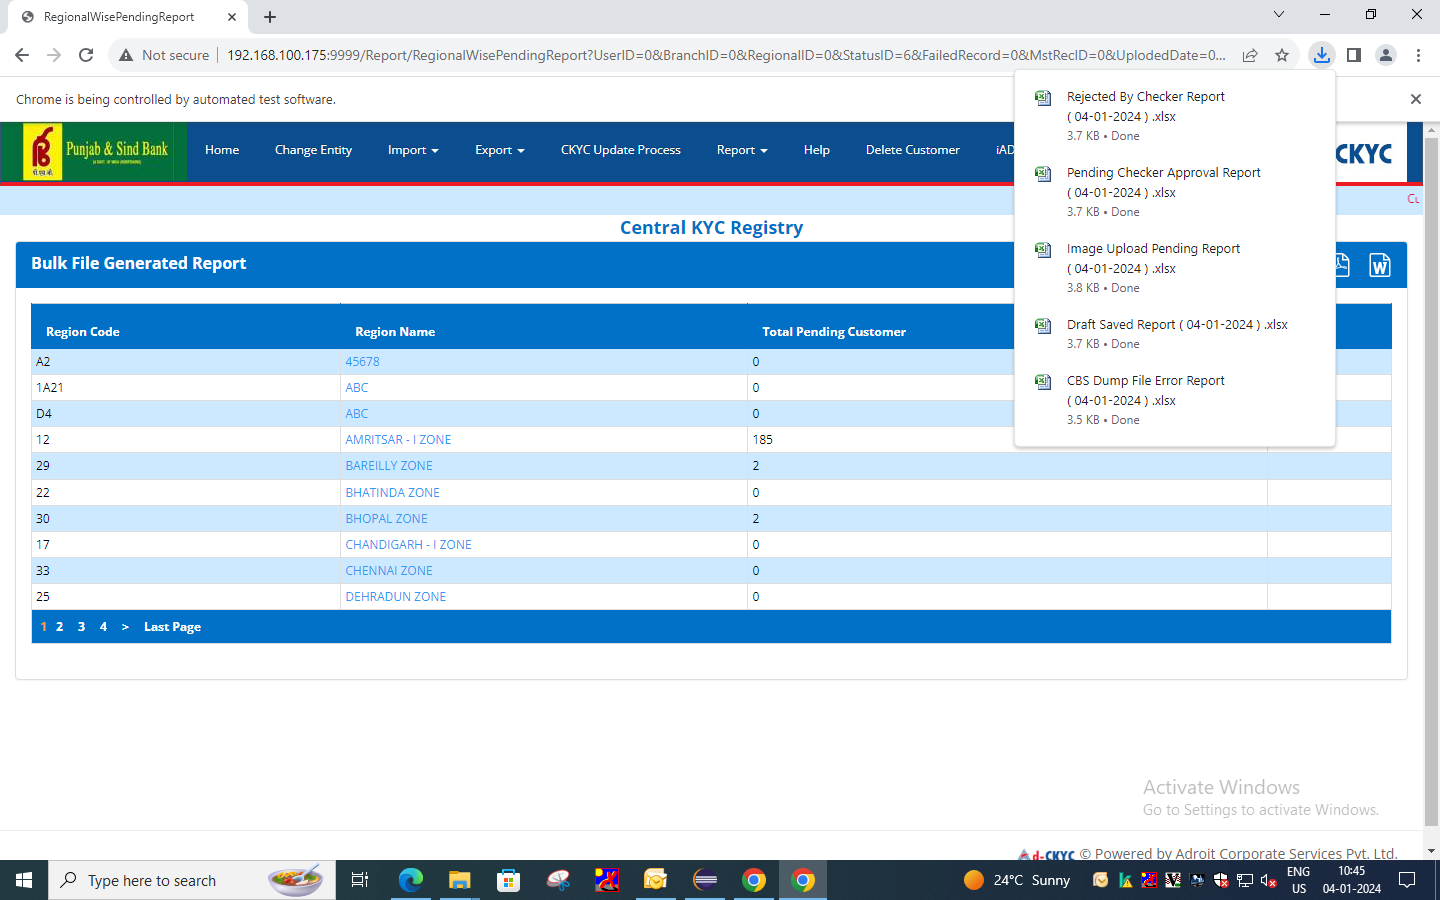 RegionalWisePendingReport
Not secure
192.168.100.175:9999/Report/RegionalWisePendingReport?UserID=0&BranchID=0&RegionalID=0&StatusID=6&FailedRecord=0&MstRecID=0&UplodedDate=0...
Chrome is being controlled by automated test software.
Rejected By Checker Report
( 04-01-2024 ) .xlsx
3.7 KB • Done
Pending Checker Approval Report
( 04-01-2024 ) .xlsx
3.7 KB • Done
Image Upload Pending Report
( 04-01-2024 ) .xlsx
3.8 KB • Done
Draft Saved Report ( 04-01-2024 ) .xlsx
3.7 KB • Done
CBS Dump File Error Report
( 04-01-2024 ) .xlsx
3.5 KB • Done
Punjab & Sind Bank
Home Change Entity Import Export CKYC Update Process Report Help Delete Customer iAD
CKYC
Central KYC Registry
Bulk File Generated Report
Region Code Region Name Total Pending Customer
A2 45678 0
1A21 ABC 0
D4 ABC 0
12 AMRITSAR - I ZONE 185
29 BAREILLY ZONE 2
22 BHATINDA ZONE 0
30 BHOPAL ZONE 2
17 CHANDIGARH - I ZONE 0
33 CHENNAI ZONE 0
25 DEHRADUN ZONE 0
1 2 3 4 > Last Page
Activate Windows
Go to Settings to activate Windows.
d-CKYC © Powered by Adroit Corporate Services Pvt. Ltd.
Type here to search
24°C Sunny
ENG
US
10:45
04-01-2024